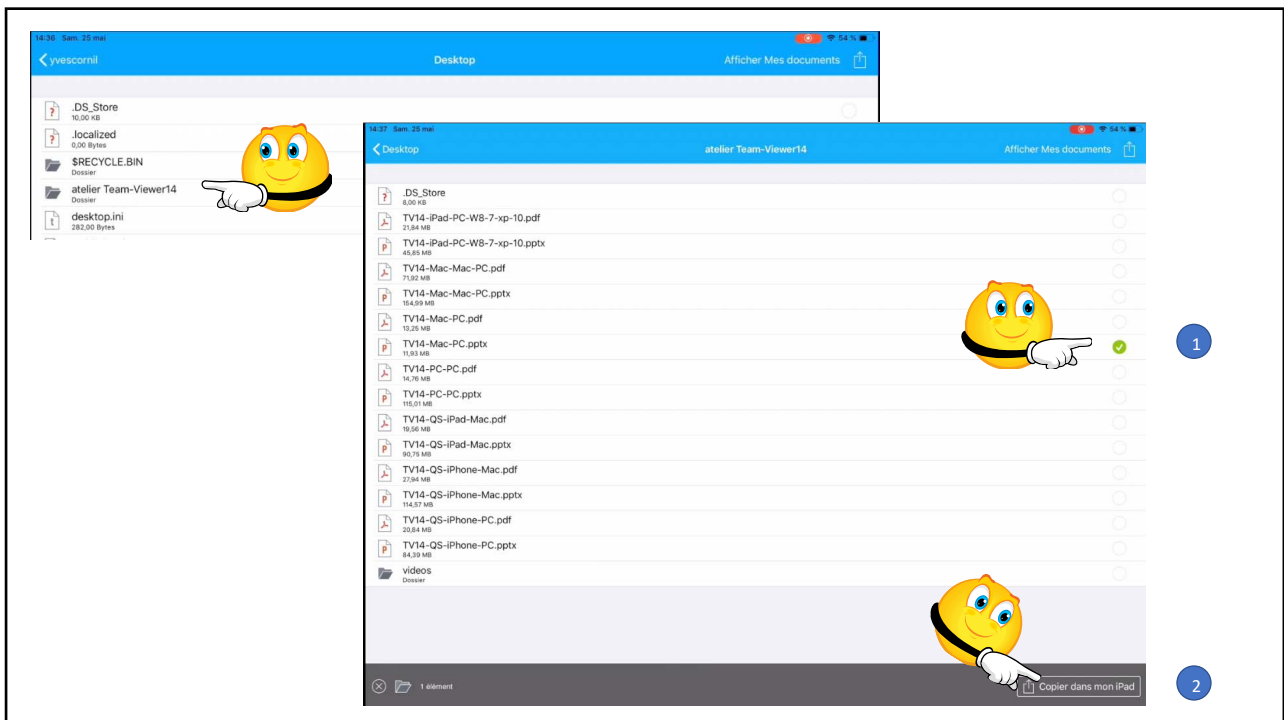 14:36 Sam. 25 mai
54 %
yvescornil
Desktop
Afficher Mes documents
.DS_Store
10,00 KB
.localized
0,00 Bytes
$RECYCLE.BIN
Dossier
atelier Team-Viewer14
Dossier
desktop.ini
282,00 Bytes
14:37 Sam. 25 mai
54 %
Desktop
atelier Team-Viewer14
Afficher Mes documents
.DS_Store
8,00 KB
TV14-iPad-PC-W8-7-xp-10.pdf
21,84 MB
TV14-iPad-PC-W8-7-xp-10.pptx
45,85 MB
TV14-Mac-Mac-PC.pdf
71,92 MB
TV14-Mac-Mac-PC.pptx
154,99 MB
TV14-Mac-PC.pdf
13,25 MB
TV14-Mac-PC.pptx
11,93 MB
1
TV14-PC-PC.pdf
14,76 MB
TV14-PC-PC.pptx
115,01 MB
TV14-QS-iPad-Mac.pdf
19,56 MB
TV14-QS-iPad-Mac.pptx
90,75 MB
TV14-QS-iPhone-Mac.pdf
27,94 MB
TV14-QS-iPhone-Mac.pptx
114,57 MB
TV14-QS-iPhone-PC.pdf
20,84 MB
TV14-QS-iPhone-PC.pptx
84,39 MB
videos
Dossier
1 élément
Copier dans mon iPad
2